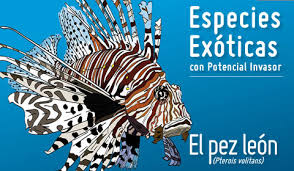 Especies
Exóticas
con Potencial Invasor
El pez león
(Pterois volitans)